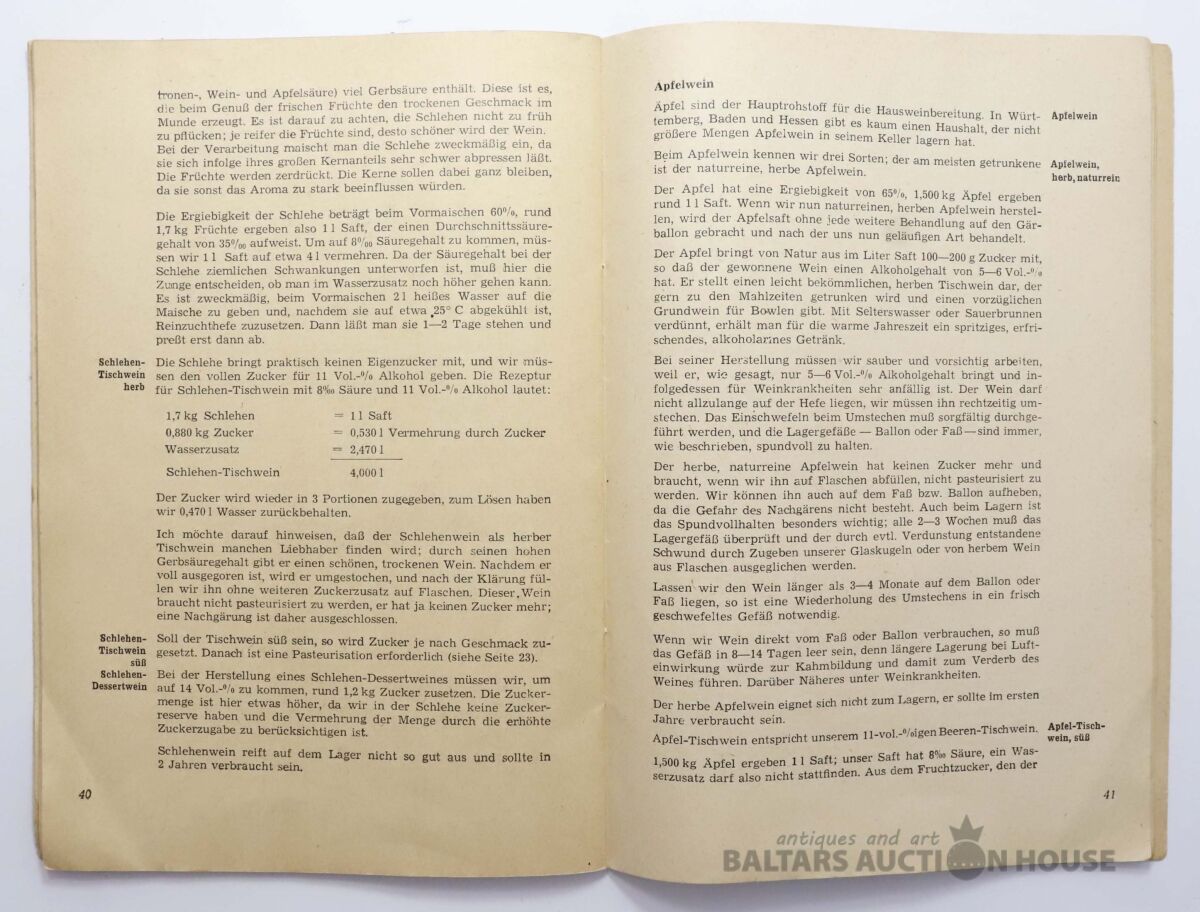 tronen-, Wein- und Apfelsäure) viel Gerbsäure enthält. Diese ist es,
die beim Genuß der frischen Früchte den trockenen Geschmack im
Munde erzeugt. Es ist darauf zu achten, die Schlehen nicht zu früh
zu pflücken; je reifer die Früchte sind, desto schöner wird der Wein.
Bei der Verarbeitung maischt man die Schlehe zweckmäßig ein, da
sie sich infolge ihres großen Kernanteils sehr schwer abpressen läßt.
Die Früchte werden zerdrückt. Die Kerne sollen dabei ganz bleiben,
da sie sonst das Aroma zu stark beeinflussen würden.
Die Ergiebigkeit der Schlehe beträgt beim Vormaischen 60%, rund
1,7 kg Früchte ergeben also 1 l Saft, der einen Durchschnittssäure-
gehalt von 35‰ aufweist. Um auf 8‰ Säuregehalt zu kommen, müs-
sen wir 1 l Saft auf etwa 4 l vermehren. Da der Säuregehalt bei der
Schlehe ziemlichen Schwankungen unterworfen ist, muß hier die
Zunge entscheiden, ob man im Wasserzusatz noch höher gehen kann.
Es ist zweckmäßig, beim Vormaischen 2 l heißes Wasser auf die
Maische zu geben und, nachdem sie auf etwa 25° C abgekühlt ist,
Reinzuchthefe zuzusetzen. Dann läßt man sie 1—2 Tage stehen und
preßt erst dann ab.
Schlehen-
Tischwein
herb
Die Schlehe bringt praktisch keinen Eigenzucker mit, und wir müs-
sen den vollen Zucker für 11 Vol.-% Alkohol geben. Die Rezeptur
für Schlehen-Tischwein mit 8‰ Säure und 11 Vol.-% Alkohol lautet:
1,7 kg Schlehen = 1 l Saft
0,880 kg Zucker = 0,530 l Vermehrung durch Zucker
Wasserzusatz = 2,470 l
Schlehen-Tischwein 4,000 l
Der Zucker wird wieder in 3 Portionen zugegeben, zum Lösen haben
wir 0,470 l Wasser zurückbehalten.
Ich möchte darauf hinweisen, daß der Schlehenwein als herber
Tischwein manchen Liebhaber finden wird; durch seinen hohen
Gerbsäuregehalt gibt er einen schönen, trockenen Wein. Nachdem er
voll ausgegoren ist, wird er umgestochen, und nach der Klärung fül-
len wir ihn ohne weiteren Zuckerzusatz auf Flaschen. Dieser Wein
braucht nicht pasteurisiert zu werden, er hat ja keinen Zucker mehr;
eine Nachgärung ist daher ausgeschlossen.
Schlehen-
Tischwein
süß
Soll der Tischwein süß sein, so wird Zucker je nach Geschmack zu-
gesetzt. Danach ist eine Pasteurisation erforderlich (siehe Seite 23).
Schlehen-
Dessertwein
Bei der Herstellung eines Schlehen-Dessertweines müssen wir, um
auf 14 Vol.-% zu kommen, rund 1,2 kg Zucker zusetzen. Die Zucker-
menge ist hier etwas höher, da wir in der Schlehe keine Zucker-
reserve haben und die Vermehrung der Menge durch die erhöhte
Zuckerzugabe zu berücksichtigen ist.
Schlehenwein reift auf dem Lager nicht so gut aus und sollte in
2 Jahren verbraucht sein.
40
Apfelwein
Äpfel sind der Hauptrohstoff für die Hausweinbereitung. In Würt-
temberg, Baden und Hessen gibt es kaum einen Haushalt, der nicht
größere Mengen Apfelwein in seinem Keller lagern hat.
Apfelwein
Beim Apfelwein kennen wir drei Sorten; der am meisten getrunkene
ist der naturreine, herbe Apfelwein.
Apfelwein,
herb, naturrein
Der Apfel hat eine Ergiebigkeit von 65%, 1,500 kg Äpfel ergeben
rund 1 l Saft. Wenn wir nun naturreinen, herben Apfelwein herstel-
len, wird der Apfelsaft ohne jede weitere Behandlung auf den Gär-
ballon gebracht und nach der uns nun geläufigen Art behandelt.
Der Apfel bringt von Natur aus im Liter Saft 100—200 g Zucker mit,
so daß der gewonnene Wein einen Alkoholgehalt von 5—6 Vol.-%
hat. Er stellt einen leicht bekömmlichen, herben Tischwein dar, der
gern zu den Mahlzeiten getrunken wird und einen vorzüglichen
Grundwein für Bowlen gibt. Mit Selterswasser oder Sauerbrunnen
verdünnt, erhält man für die warme Jahreszeit ein spritziges, erfri-
schendes, alkoholarmes Getränk.
Bei seiner Herstellung müssen wir sauber und vorsichtig arbeiten,
weil er, wie gesagt, nur 5—6 Vol.-% Alkoholgehalt bringt und in-
folgedessen für Weinkrankheiten sehr anfällig ist. Der Wein darf
nicht allzulange auf der Hefe liegen, wir müssen ihn rechtzeitig um-
stechen. Das Einschwefeln beim Umstechen muß sorgfältig durchge-
führt werden, und die Lagergefäße — Ballon oder Faß — sind immer,
wie beschrieben, spundvoll zu halten.
Der herbe, naturreine Apfelwein hat keinen Zucker mehr und
braucht, wenn wir ihn auf Flaschen abfüllen, nicht pasteurisiert zu
werden. Wir können ihn auch auf dem Faß bzw. Ballon aufheben,
da die Gefahr des Nachgärens nicht besteht. Auch beim Lagern ist
das Spundvollhalten besonders wichtig; alle 2—3 Wochen muß das
Lagergefäß überprüft und der durch evtl. Verdunstung entstandene
Schwund durch Zugeben unserer Glaskugeln oder von herbem Wein
aus Flaschen ausgeglichen werden.
Lassen wir den Wein länger als 3—4 Monate auf dem Ballon oder
Faß liegen, so ist eine Wiederholung des Umstechens in ein frisch
geschwefeltes Gefäß notwendig.
Wenn wir Wein direkt vom Faß oder Ballon verbrauchen, so muß
das Gefäß in 8—14 Tagen leer sein, denn längere Lagerung bei Luft-
einwirkung würde zur Kahmbildung und damit zum Verderb des
Weines führen. Darüber Näheres unter Weinkrankheiten.
Der herbe Apfelwein eignet sich nicht zum Lagern, er sollte im ersten
Jahre verbraucht sein.
Apfel-Tischwein entspricht unserem 11-vol.-%igen Beeren-Tischwein.
Apfel-Tisch-
wein, süß
1,500 kg Äpfel ergeben 1 l Saft; unser Saft hat 8‰ Säure, ein Was-
serzusatz darf also nicht stattfinden. Aus dem Fruchtzucker, den der
41
antiques and art
BALTARS AUCTION HOUSE